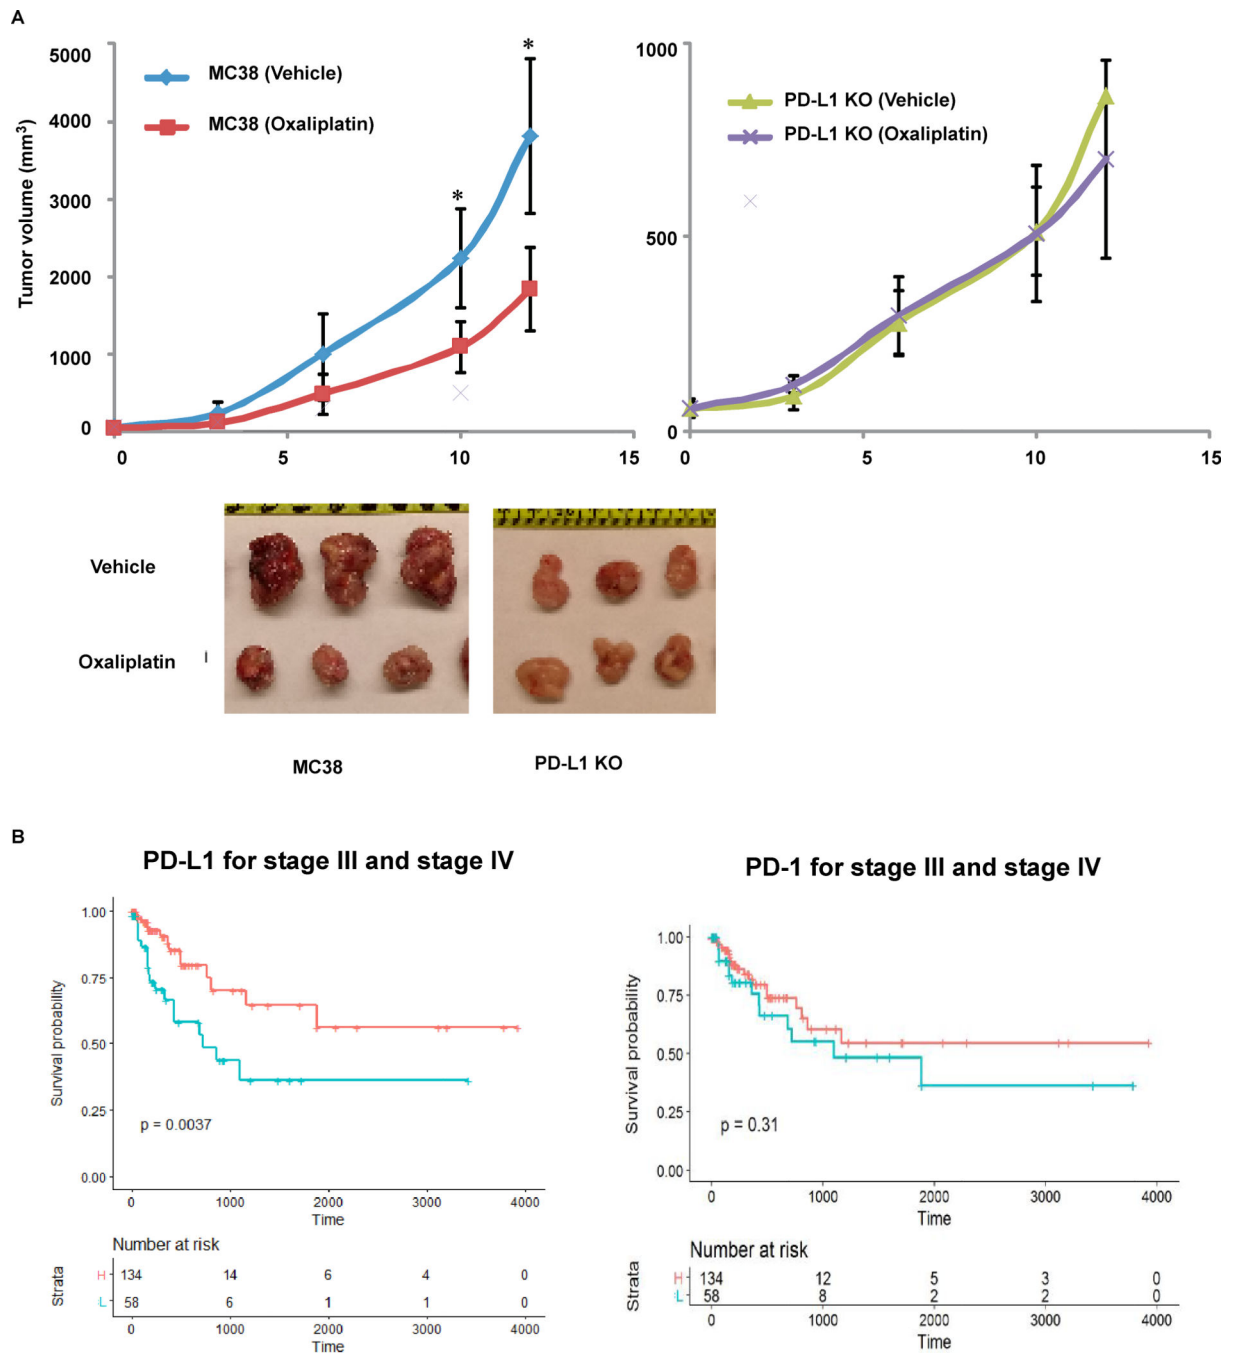 A
5000
4000
3000
2000
1000
0
Tumor volume (mm³)
MC38 (Vehicle)
MC38 (Oxaliplatin)
*
*
0 5 10 15
1000
500
0
PD-L1 KO (Vehicle)
PD-L1 KO (Oxaliplatin)
0 5 10 15
Vehicle
Oxaliplatin
MC38
PD-L1 KO
B
PD-L1 for stage III and stage IV
1.00
0.75
0.50
0.25
0.00
Survival probability
p = 0.0037
0 1000 2000 3000 4000
Time
Number at risk
Strata
H 134 14 6 4 0
L 58 6 1 1 0
0 1000 2000 3000 4000
Time
PD-1 for stage III and stage IV
1.00
0.75
0.50
0.25
0.00
Survival probability
p = 0.31
0 1000 2000 3000 4000
Time
Number at risk
Strata
H 134 12 5 3 0
L 58 8 2 2 0
0 1000 2000 3000 4000
Time